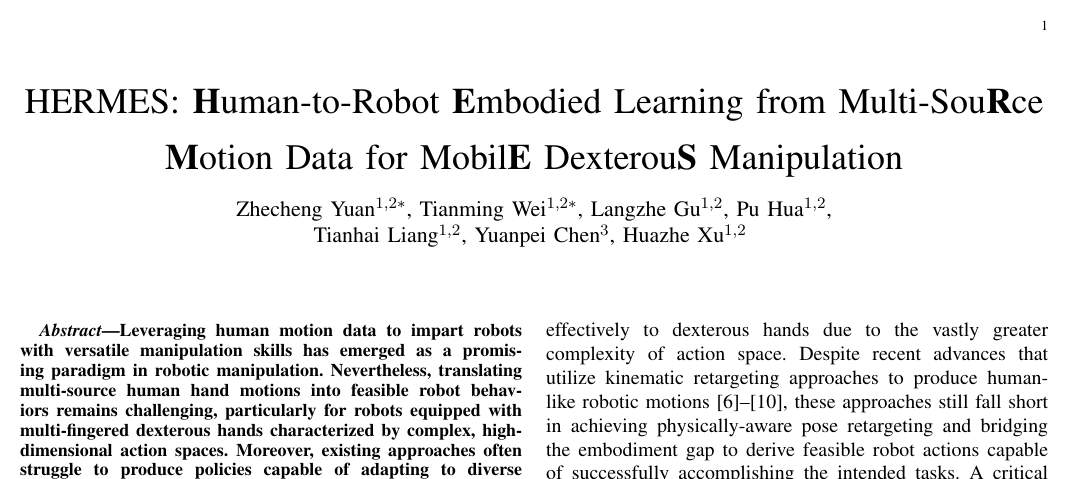 1
HERMES: Human-to-Robot Embodied Learning from Multi-SouRce
Motion Data for MobilE DexterouS Manipulation
Zhecheng Yuan1,2∗, Tianming Wei1,2∗, Langzhe Gu1,2, Pu Hua1,2,
Tianhai Liang1,2, Yuanpei Chen3, Huazhe Xu1,2
Abstract—Leveraging human motion data to impart robots
with versatile manipulation skills has emerged as a promis-
ing paradigm in robotic manipulation. Nevertheless, translating
multi-source human hand motions into feasible robot behav-
iors remains challenging, particularly for robots equipped with
multi-fingered dexterous hands characterized by complex, high-
dimensional action spaces. Moreover, existing approaches often
struggle to produce policies capable of adapting to diverse
effectively to dexterous hands due to the vastly greater
complexity of action space. Despite recent advances that
utilize kinematic retargeting approaches to produce human-
like robotic motions [6]–[10], these approaches still fall short
in achieving physically-aware pose retargeting and bridging
the embodiment gap to derive feasible robot actions capable
of successfully accomplishing the intended tasks. A critical